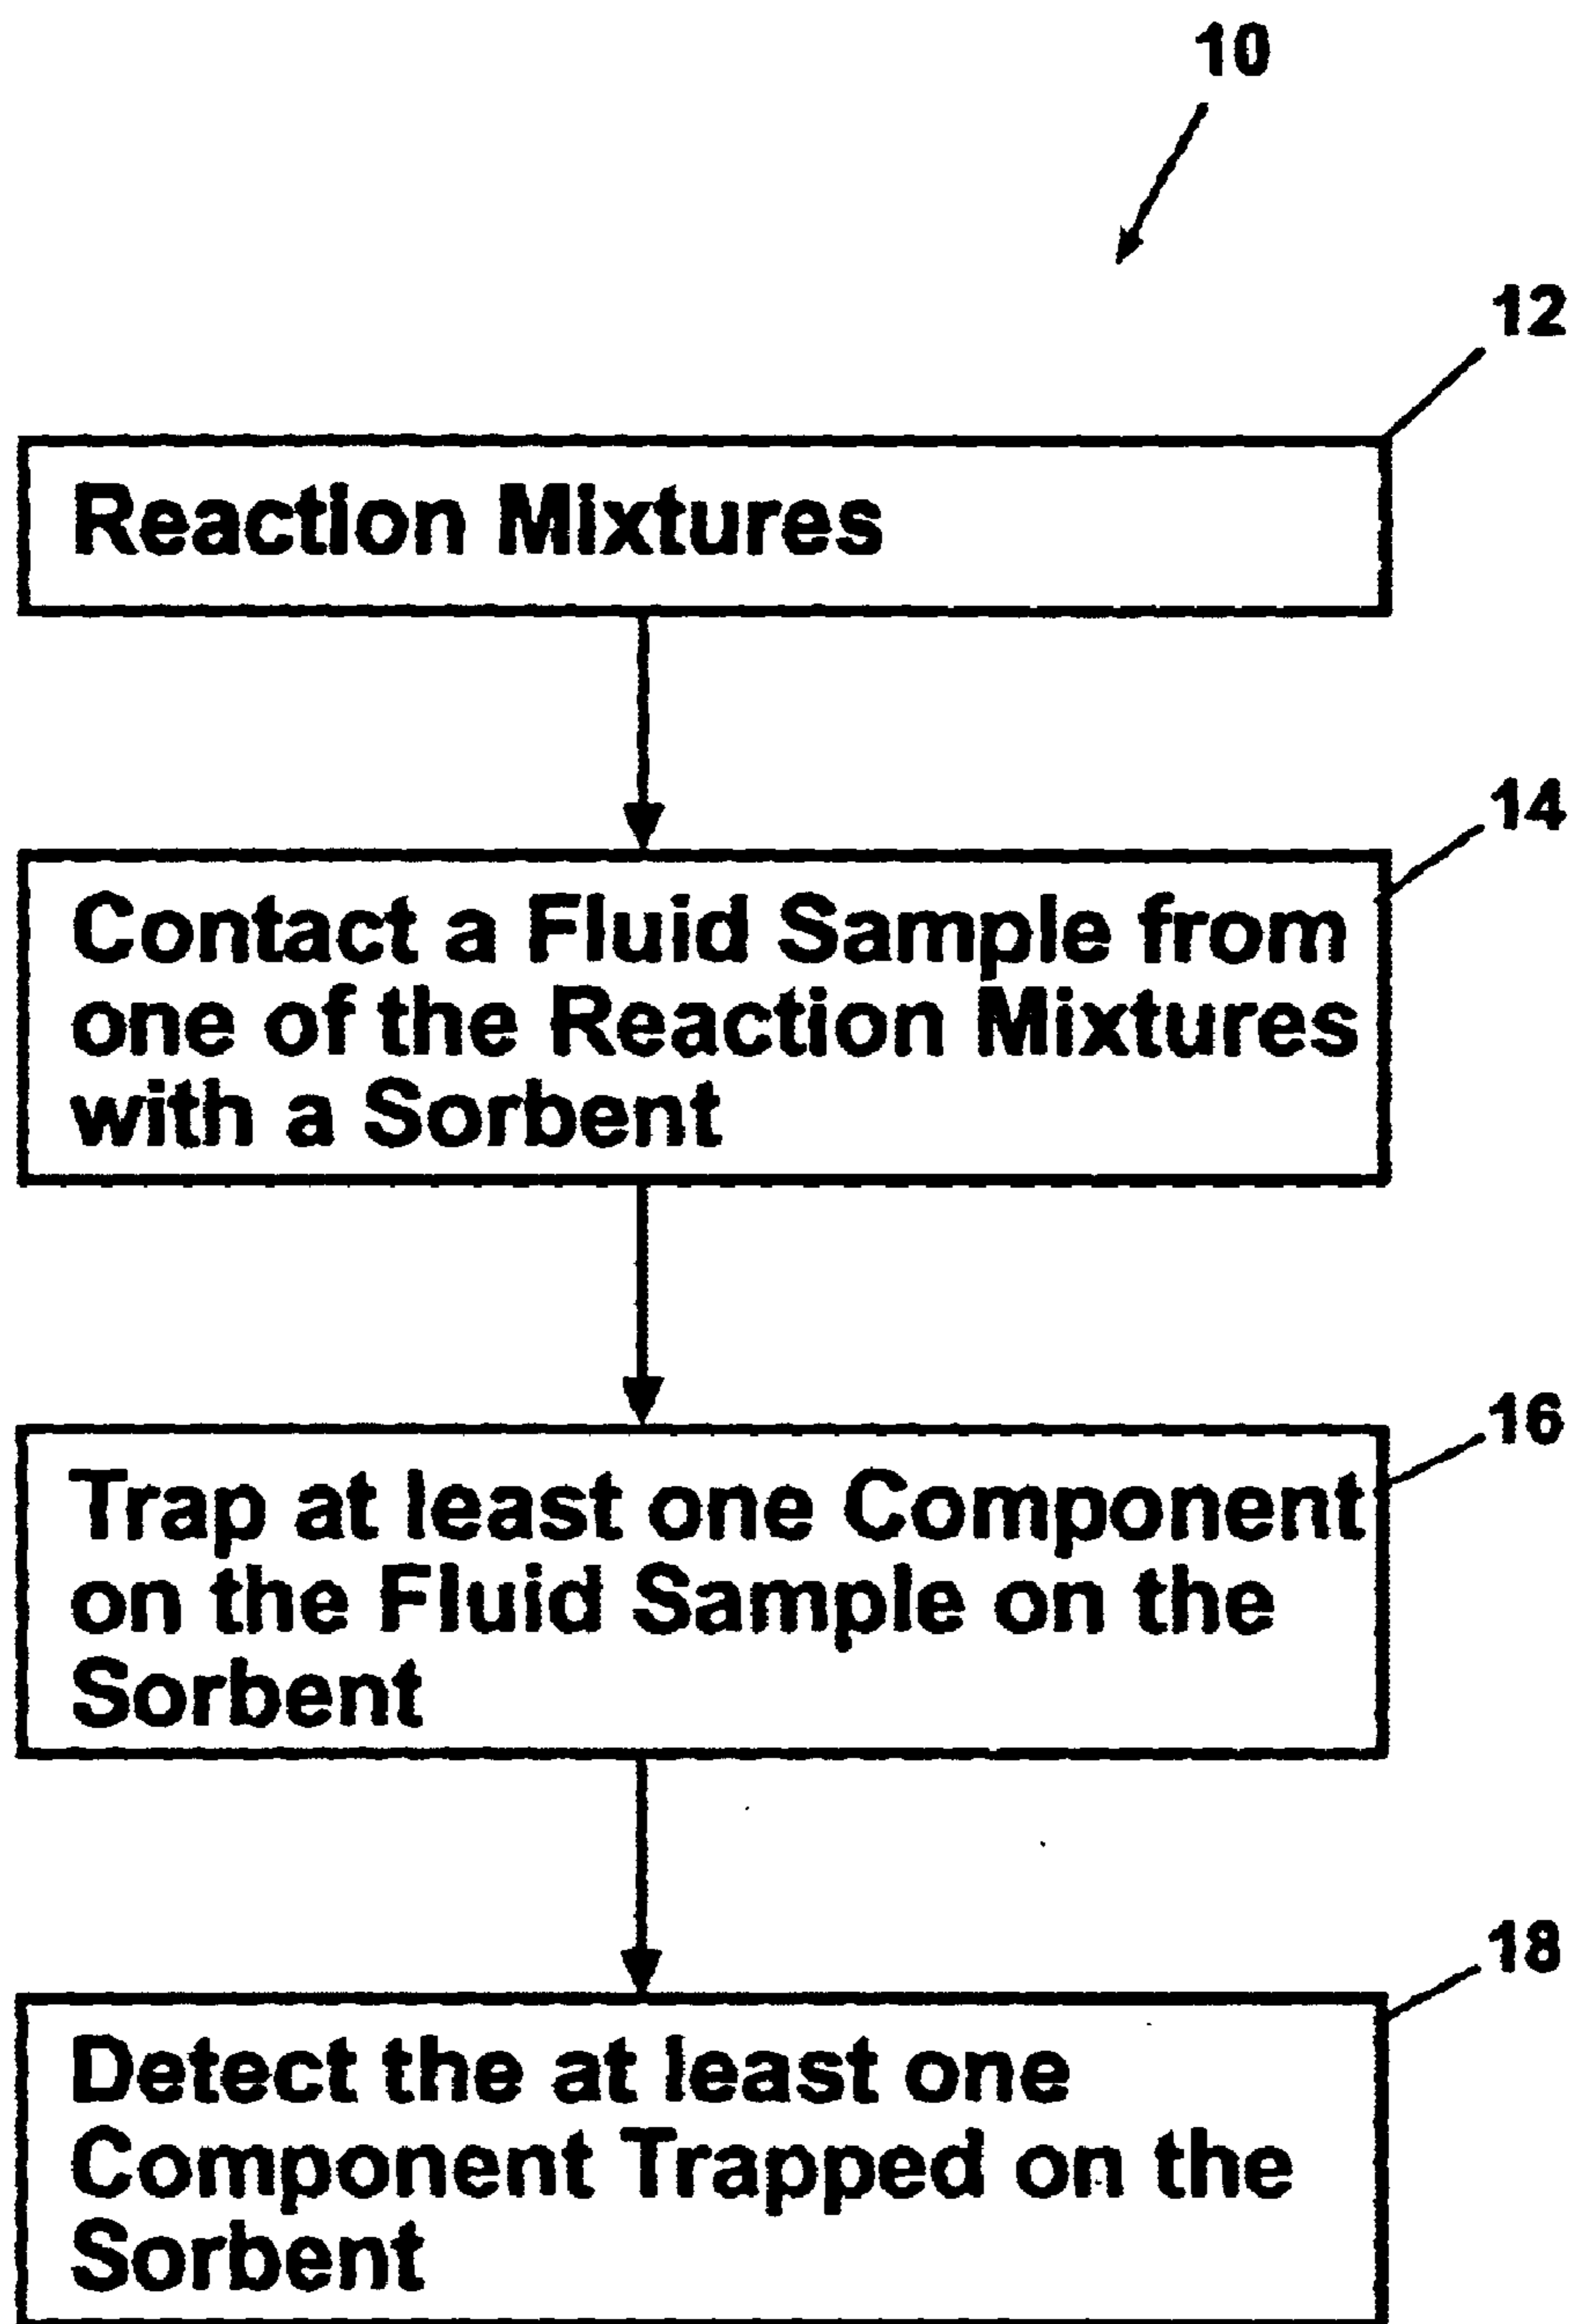 10
12
Reaction Mixtures
14
Contact a Fluid Sample from
one of the Reaction Mixtures
with a Sorbent
16
Trap at least one Component
on the Fluid Sample on the
Sorbent
18
Detect the at least one
Component Trapped on the
Sorbent